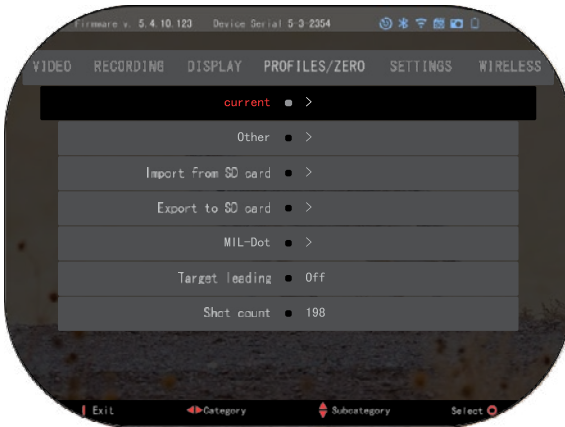 Firmware v. 5.4.10.123 Device Serial 5-3-2354
VIDEO RECORDING DISPLAY PROFILES/ZERO SETTINGS WIRELESS
current >
Other >
Import from SD card >
Export to SD card >
MIL-Dot >
Target leading Off
Shot count 198
Exit Category Subcategory Select